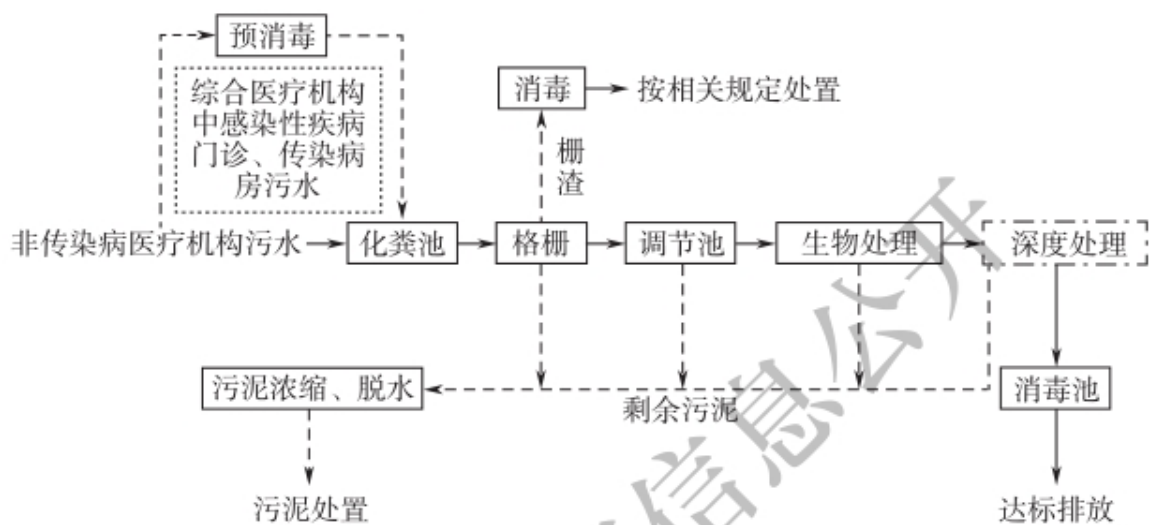 预消毒
综合医疗机构
中感染性疾病
门诊、传染病
房污水
消毒
按相关规定处置
栅渣
非传染病医疗机构污水
化粪池
格栅
调节池
生物处理
深度处理
污泥浓缩、脱水
剩余污泥
消毒池
污泥处置
达标排放
信息公开